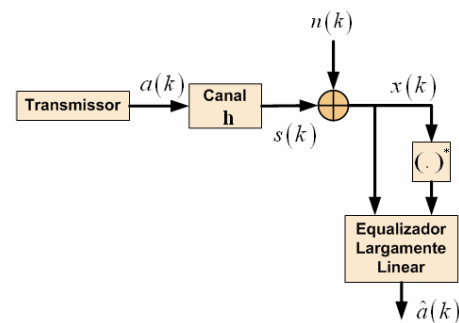 n(k)
a(k)
x(k)
Transmissor
Canal
h
s(k)
(.)*
Equalizador
Largamente
Linear
â(k)